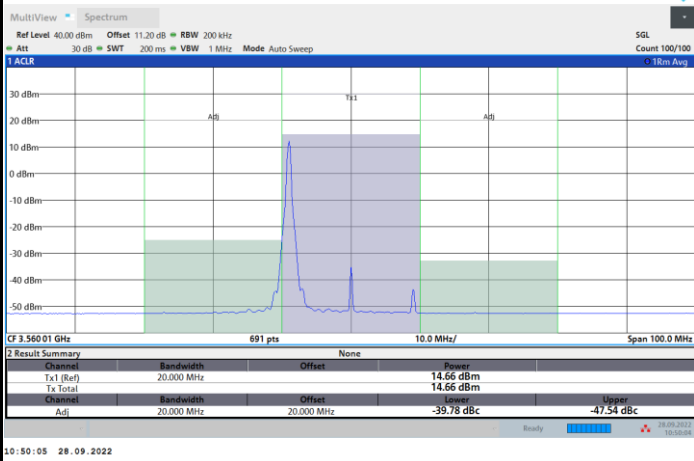 MultiView Spectrum
Ref Level 40.00 dBm Offset 11.20 dB RBW 200 kHz SGL
Att 30 dB SWT 200 ms VBW 1 MHz Mode Auto Sweep Count 100/100
1 ACLR 1Rm Avg
30 dBm
Tx1
20 dBm
Adj Adj
10 dBm
0 dBm
-10 dBm
-20 dBm
-30 dBm
-40 dBm
-50 dBm
CF 3.56001 GHz 691 pts 10.0 MHz/ Span 100.0 MHz
2 Result Summary None
Channel Bandwidth Offset Power
Tx1 (Ref) 20.000 MHz 14.66 dBm
Tx Total 14.66 dBm
Channel Bandwidth Offset Lower Upper
Adj 20.000 MHz 20.000 MHz -39.78 dBc -47.54 dBc
Ready 28.09.2022
10:50:04
10:50:05 28.09.2022